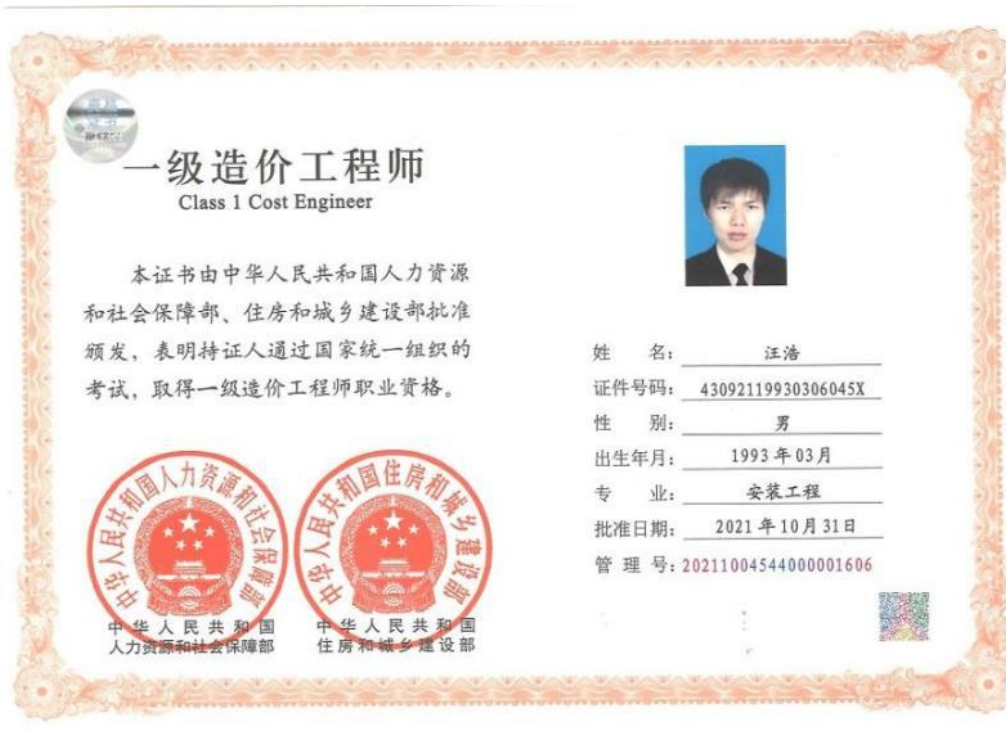 一级造价工程师
Class 1 Cost Engineer
本证书由中华人民共和国人力资源
和社会保障部、住房和城乡建设部批准
颁发，表明持证人通过国家统一组织的
考试，取得一级造价工程师职业资格。
中华人民共和国人力资源和社会保障部
中华人民共和国
人力资源和社会保障部
中华人民共和国住房和城乡建设部
中华人民共和国
住房和城乡建设部
姓 名：汪浩
证件号码：43092119930306045X
性 别：男
出生年月：1993年03月
专 业：安装工程
批准日期：2021年10月31日
管 理 号：20211004544000001606